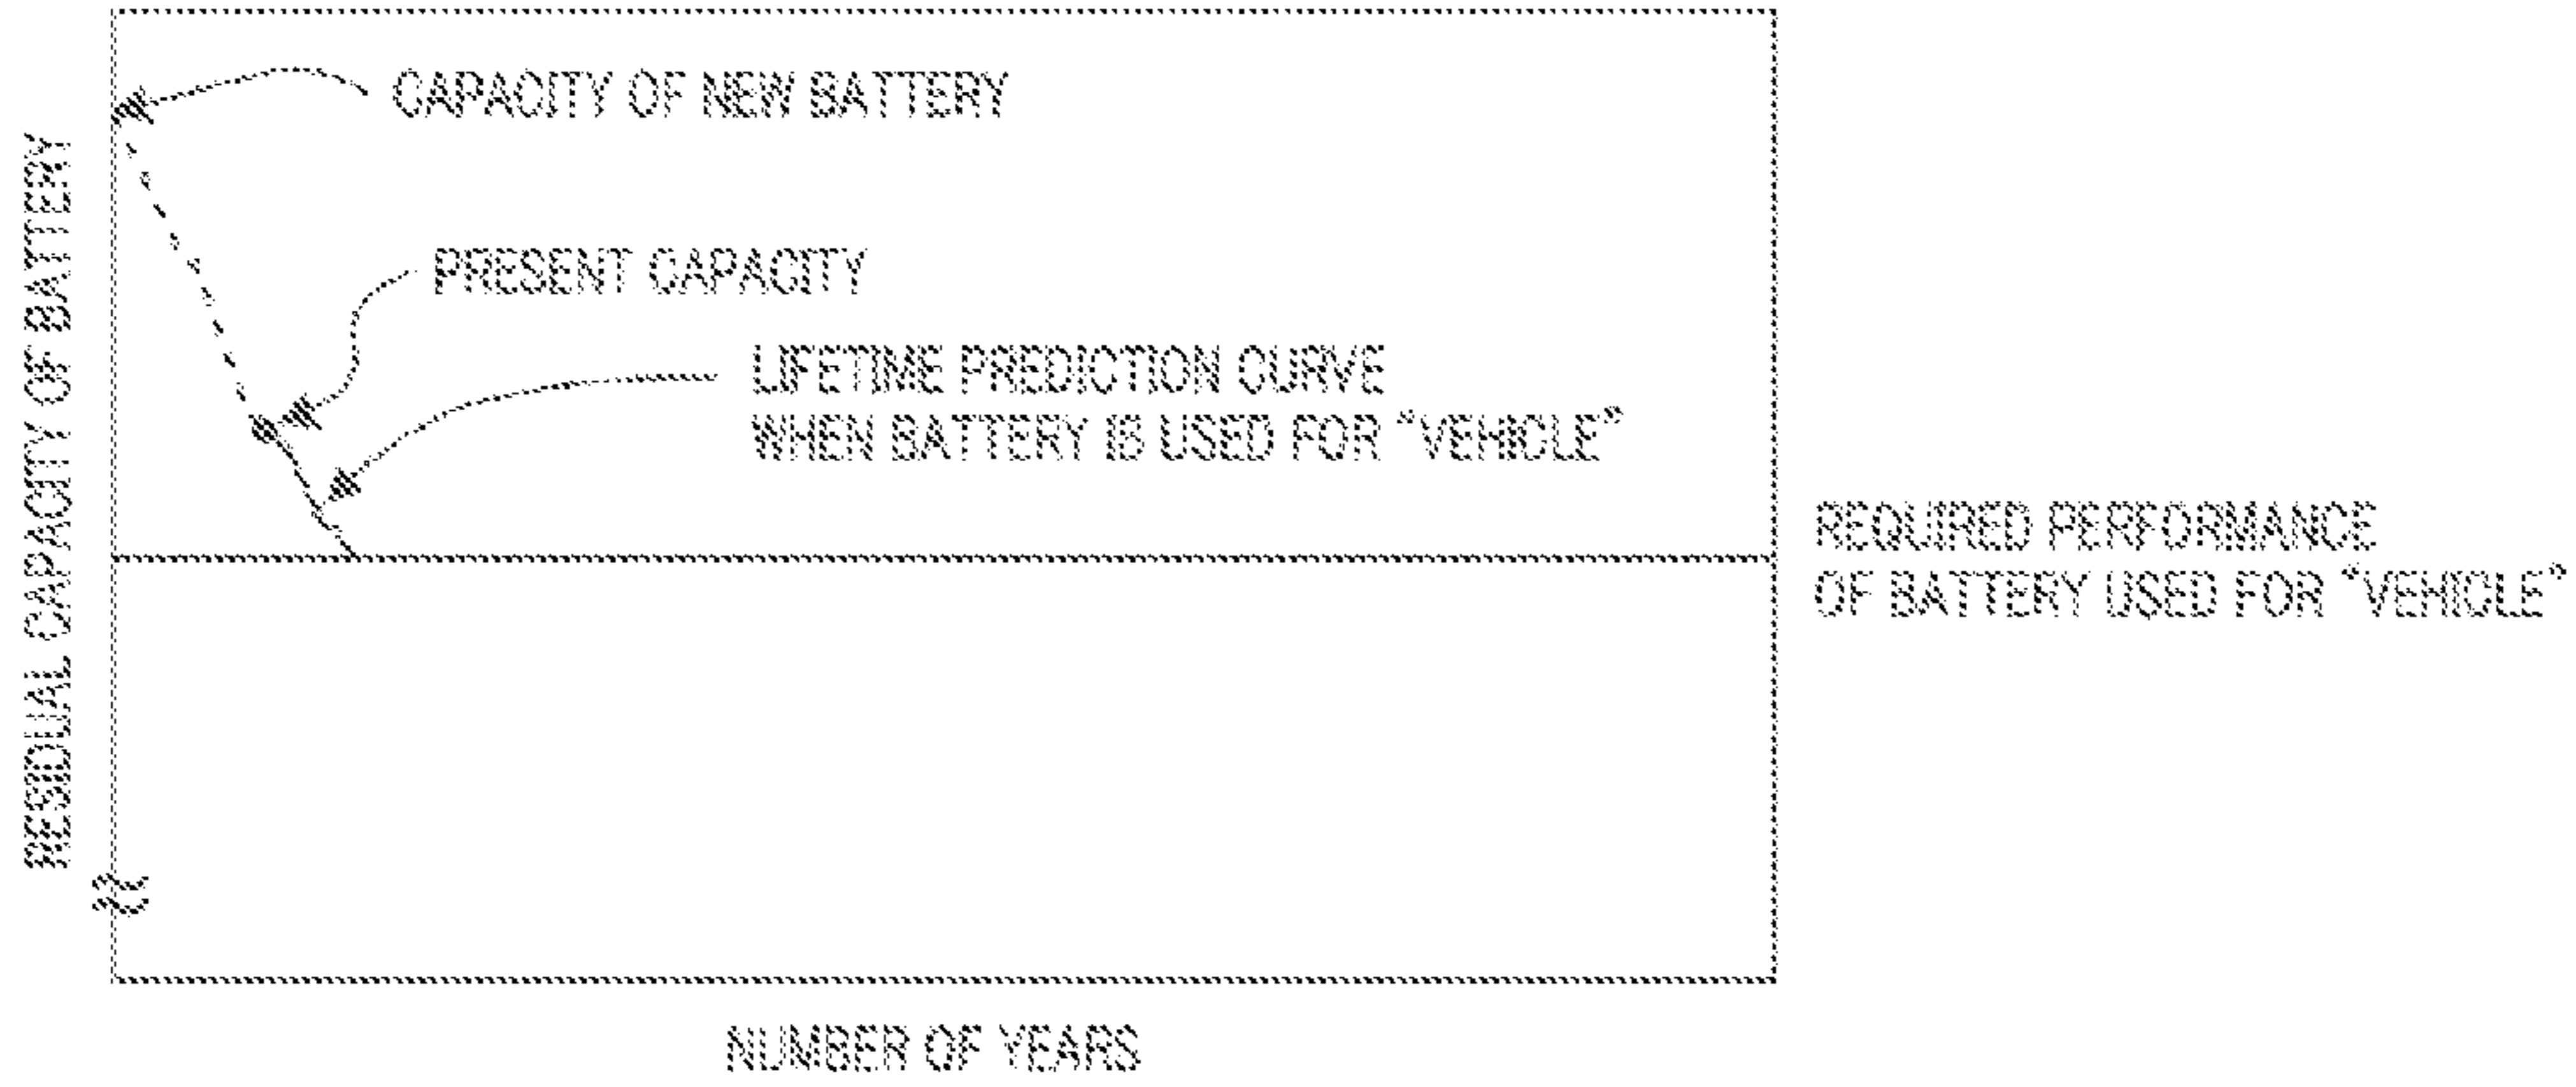 CAPACITY OF NEW BATTERY
RESIDUAL CAPACITY OF BATTERY
PRESENT CAPACITY
LIFETIME PREDICTION CURVE
WHEN BATTERY IS USED FOR “VEHICLE”
REQUIRED PERFORMANCE
OF BATTERY USED FOR “VEHICLE”
NUMBER OF YEARS